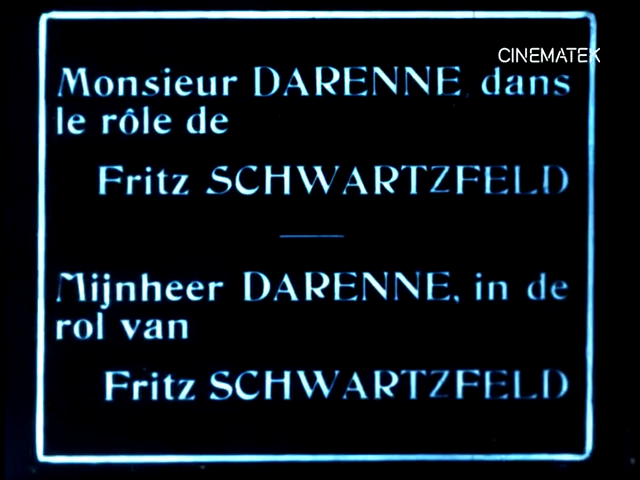 CINEMATEK
Monsieur DARENNE, dans
le rôle de
Fritz SCHWARTZFELD
Mijnheer DARENNE, in de
rol van
Fritz SCHWARTZFELD